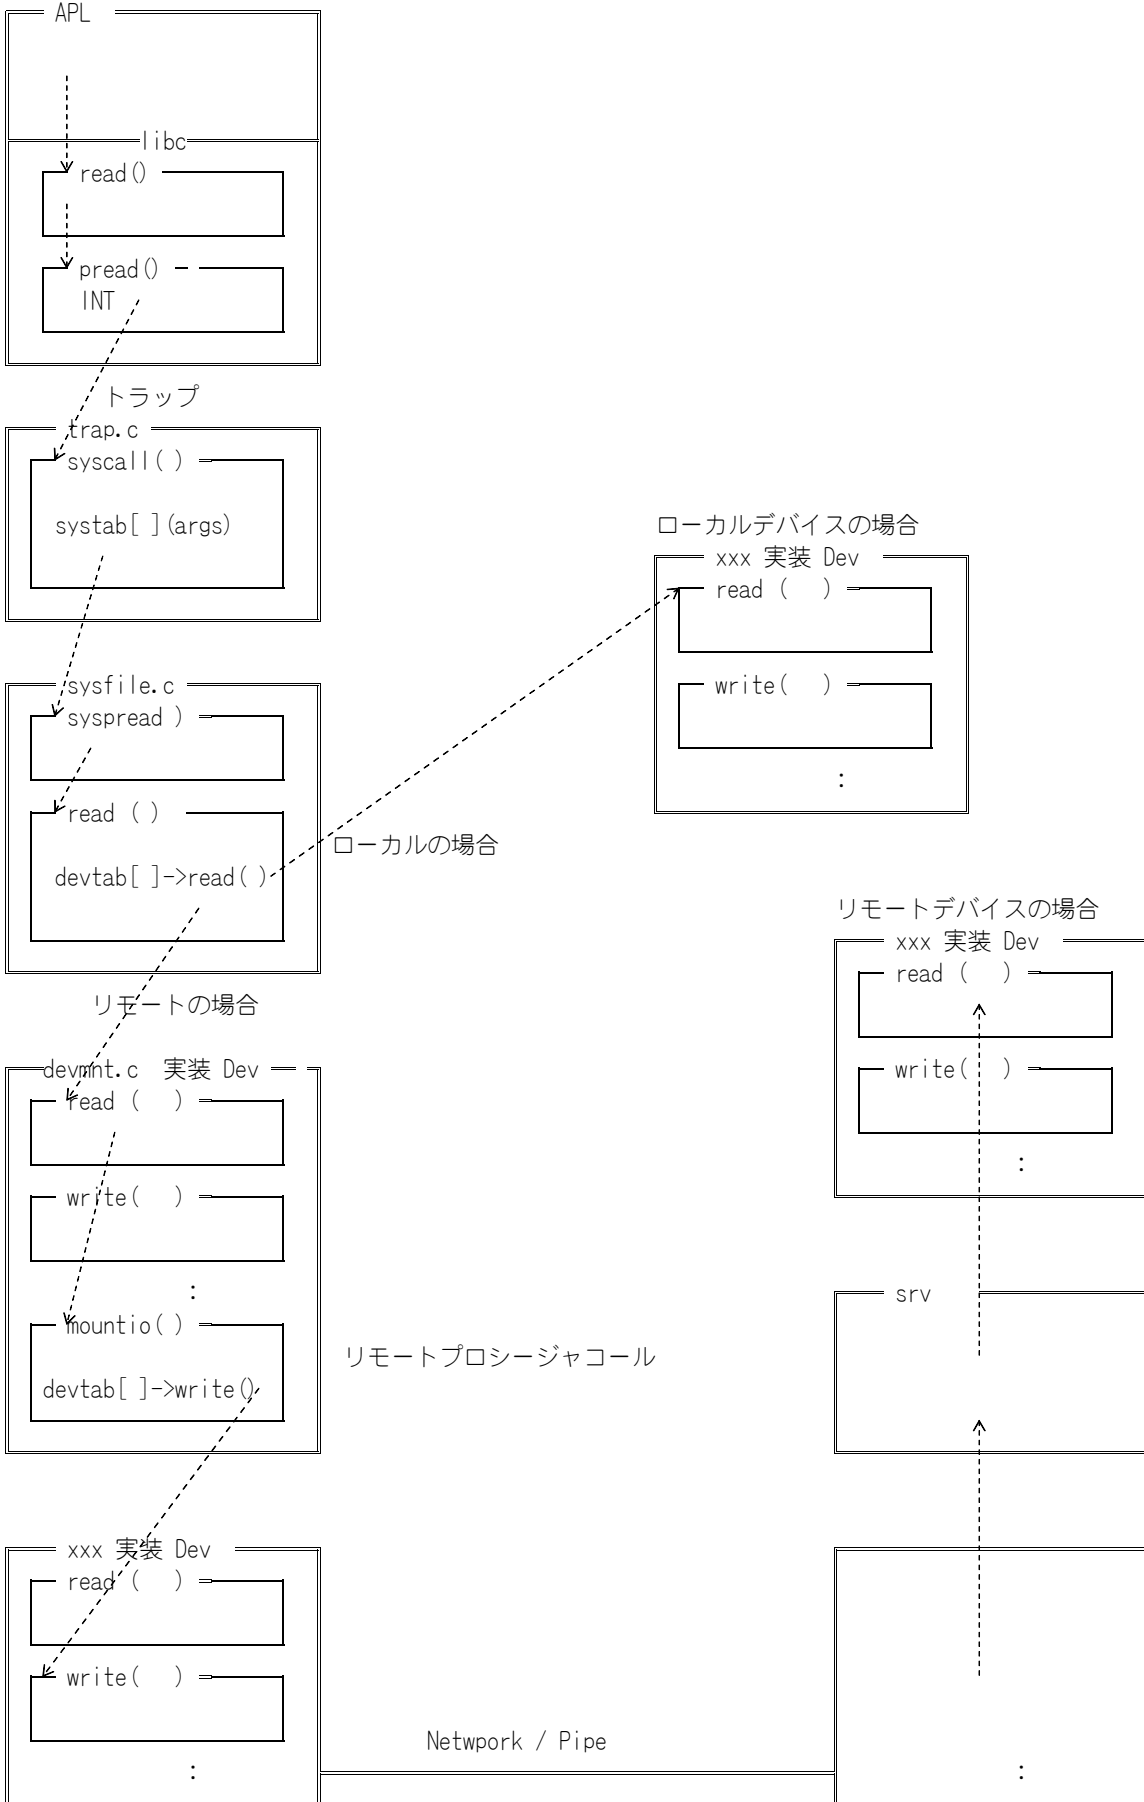 APL
libc
read()
pread()
INT
トラップ
trap.c
syscall( )
systab[ ](args)
sysfile.c
syspread )
read ( )
devtab[ ]->read( )
ローカルの場合
ローカルデバイスの場合
xxx 実装 Dev
read ( )
write( )
:
リモートの場合
devmnt.c 実装 Dev
read ( )
write( )
:
mountio( )
devtab[ ]->write()
リモートプロシージャコール
リモートデバイスの場合
xxx 実装 Dev
read ( )
write( )
:
srv
xxx 実装 Dev
read ( )
write( )
:
Netwpork / Pipe
: